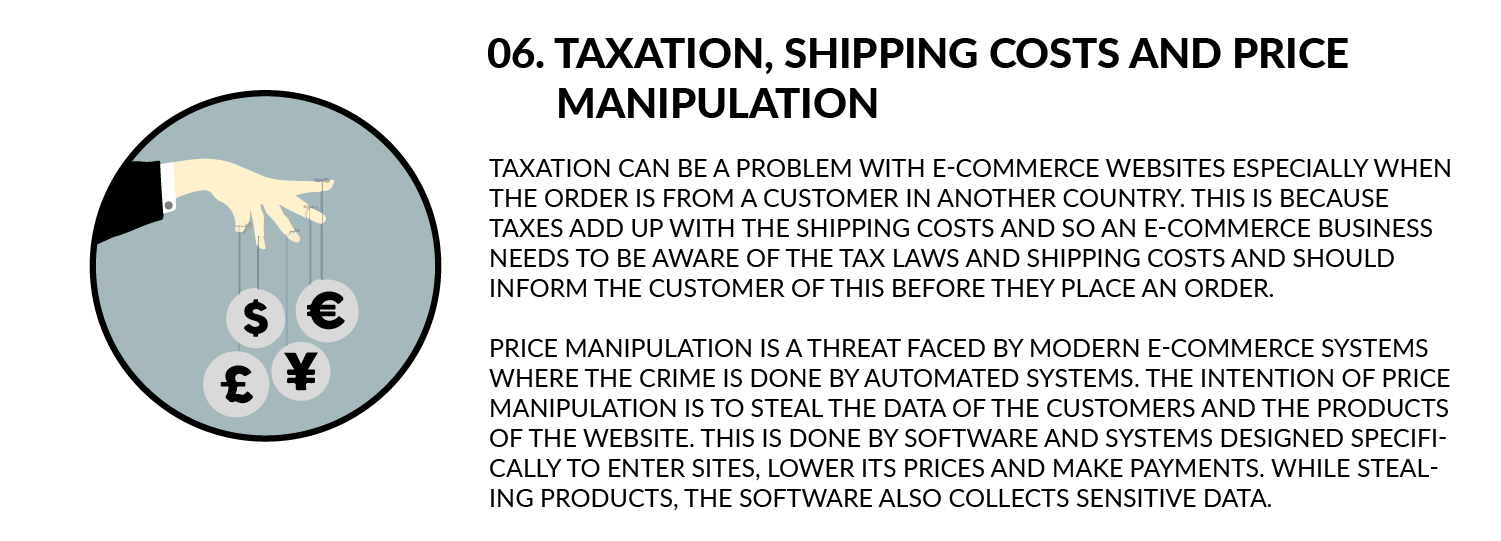 06. TAXATION, SHIPPING COSTS AND PRICE
MANIPULATION
TAXATION CAN BE A PROBLEM WITH E-COMMERCE WEBSITES ESPECIALLY WHEN
THE ORDER IS FROM A CUSTOMER IN ANOTHER COUNTRY. THIS IS BECAUSE
TAXES ADD UP WITH THE SHIPPING COSTS AND SO AN E-COMMERCE BUSINESS
NEEDS TO BE AWARE OF THE TAX LAWS AND SHIPPING COSTS AND SHOULD
INFORM THE CUSTOMER OF THIS BEFORE THEY PLACE AN ORDER.
PRICE MANIPULATION IS A THREAT FACED BY MODERN E-COMMERCE SYSTEMS
WHERE THE CRIME IS DONE BY AUTOMATED SYSTEMS. THE INTENTION OF PRICE
MANIPULATION IS TO STEAL THE DATA OF THE CUSTOMERS AND THE PRODUCTS
OF THE WEBSITE. THIS IS DONE BY SOFTWARE AND SYSTEMS DESIGNED SPECIFI-
CALLY TO ENTER SITES, LOWER ITS PRICES AND MAKE PAYMENTS. WHILE STEAL-
ING PRODUCTS, THE SOFTWARE ALSO COLLECTS SENSITIVE DATA.
$ €
£ ¥